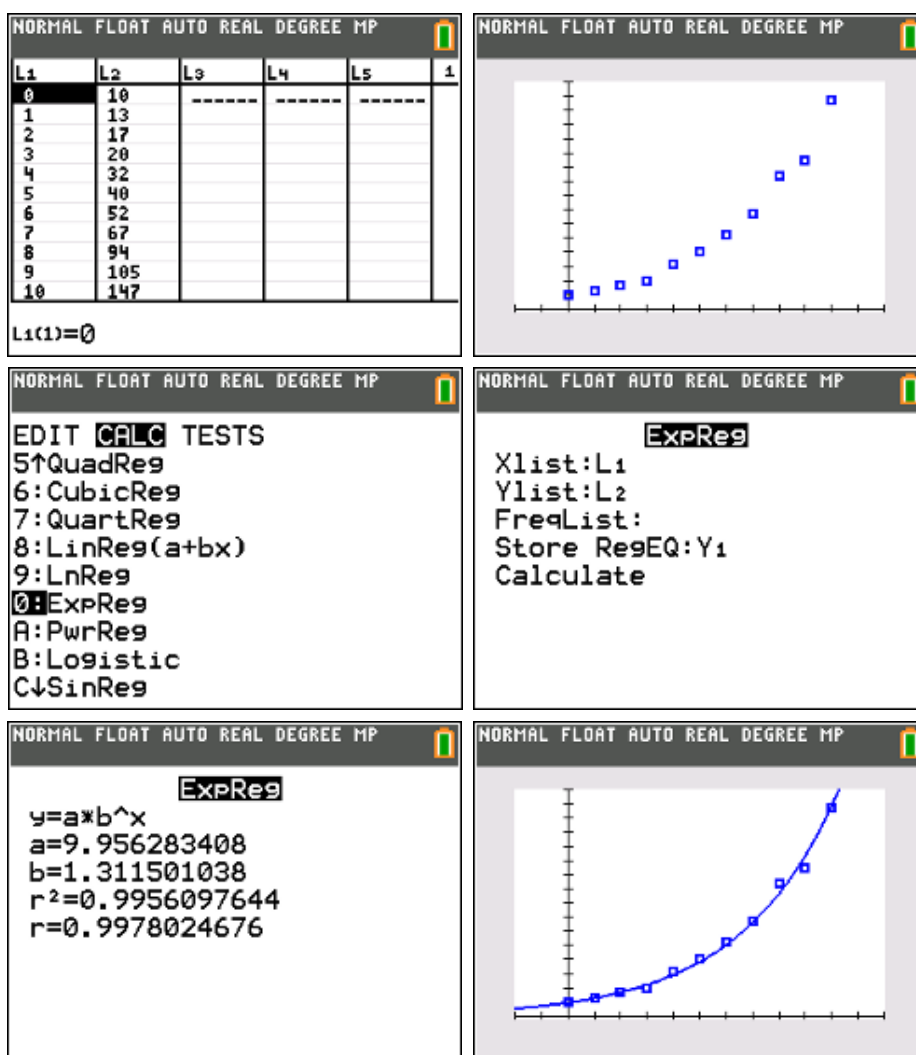 NORMAL FLOAT AUTO REAL DEGREE MP
L1 L2 L3 L4 L5 1
0 10 ------ ------ ------
1 13
2 17
3 20
4 32
5 40
6 52
7 67
8 94
9 105
10 147
L1(1)=0
NORMAL FLOAT AUTO REAL DEGREE MP
NORMAL FLOAT AUTO REAL DEGREE MP
EDIT CALC TESTS
5↑QuadReg
6:CubicReg
7:QuartReg
8:LinReg(a+bx)
9:LnReg
0:ExpReg
A:PwrReg
B:Logistic
C↓SinReg
NORMAL FLOAT AUTO REAL DEGREE MP
ExpReg
Xlist:L1
Ylist:L2
FreqList:
Store RegEQ:Y1
Calculate
NORMAL FLOAT AUTO REAL DEGREE MP
ExpReg
y=a*b^x
a=9.956283408
b=1.311501038
r²=0.9956097644
r=0.9978024676
NORMAL FLOAT AUTO REAL DEGREE MP